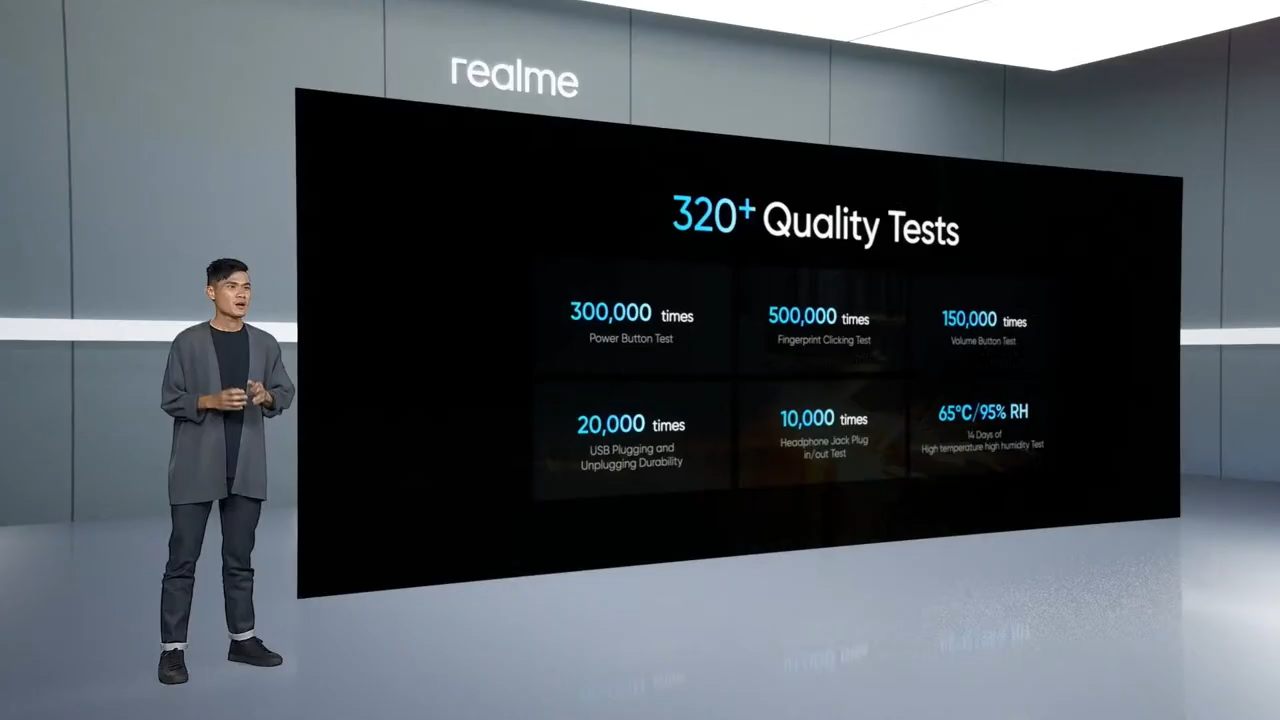 realme
320+ Quality Tests
300,000 times
Power Button Test
500,000 times
Fingerprint Clicking Test
150,000 times
Volume Button Test
20,000 times
USB Plugging and
Unplugging Durability
10,000 times
Headphone Jack Plug
in/out Test
65°C/95% RH
14 Days of
High temperature high humidity Test